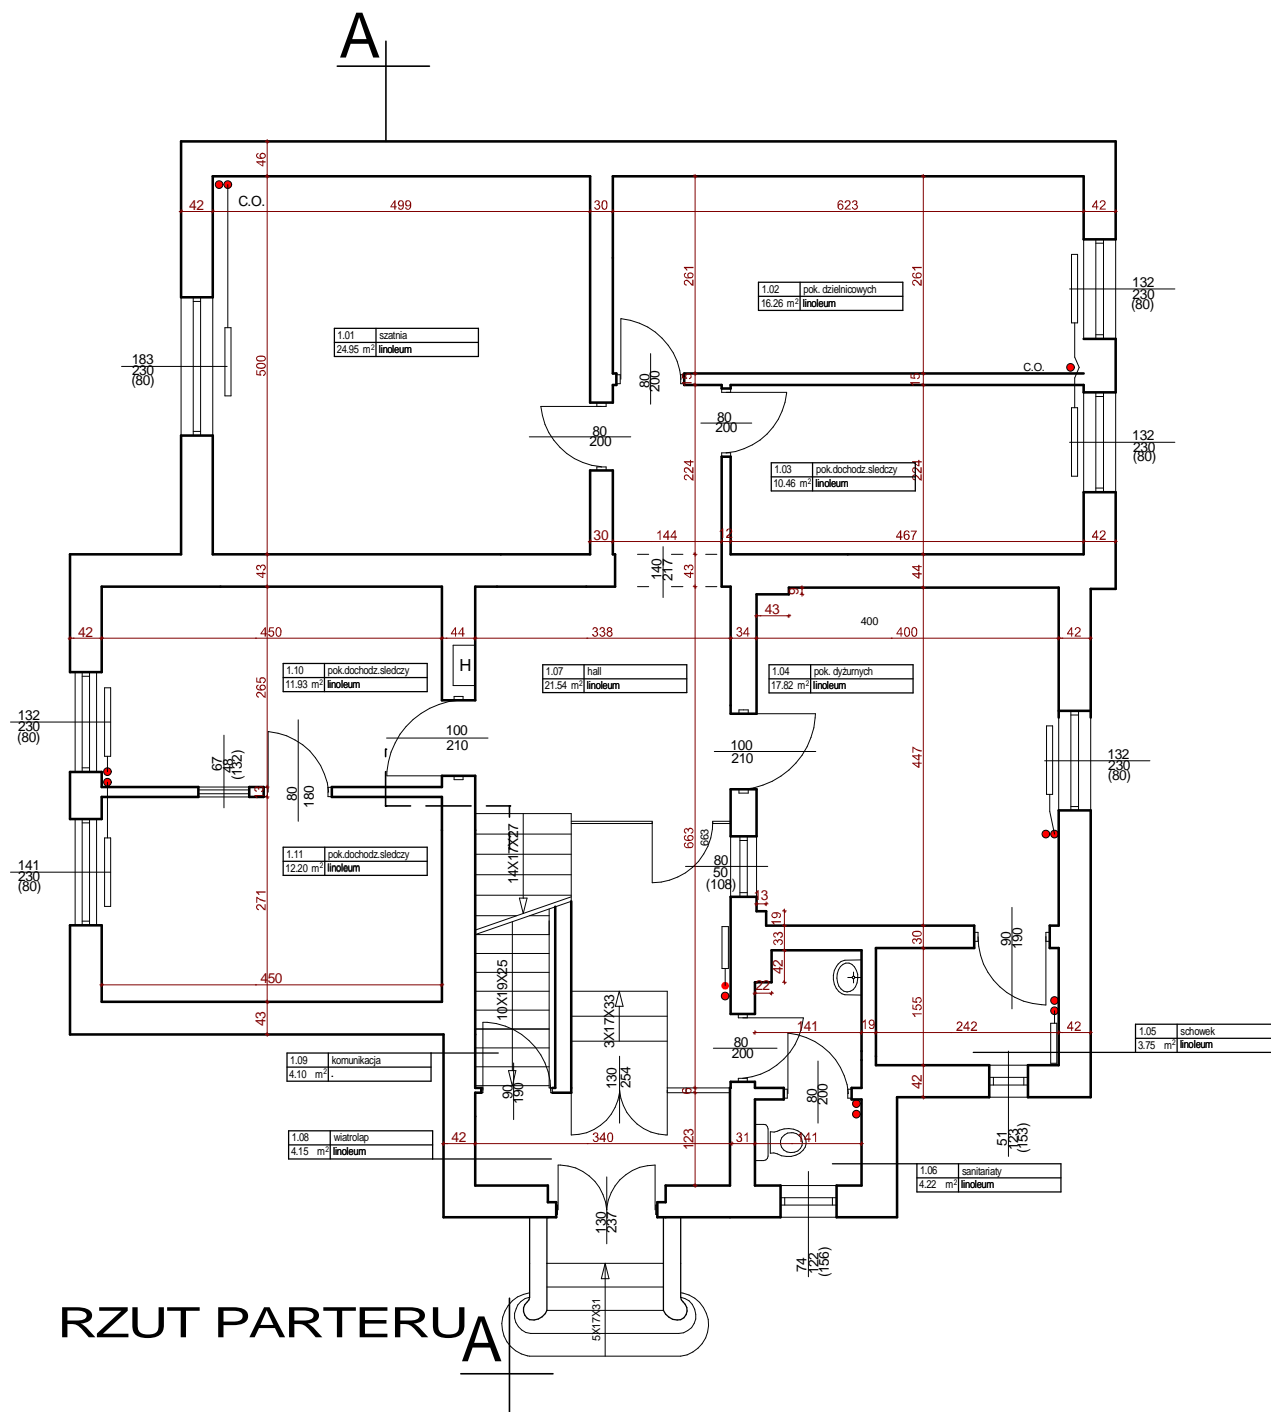 A
46
C.O.
42 499 30 623 42
261 261
132
230
(80)
1.02 pok. dzielnicowych
16.26 m² linoleum
1.01 szatnia
24.95 m² linoleum
183
230
(80)
500
C.O.
80
200
15 15
80
200
80
200
132
230
(80)
224 224
1.03 pok.dochodz.sledczy
10.46 m² linoleum
30 144 12 467 42
43
140
217
43 44
43
400
42 450 44 338 34 400 42
H
1.10 pok.dochodz.sledczy
11.93 m² linoleum
1.07 hall
21.54 m² linoleum
1.04 pok. dyżurnych
17.82 m² linoleum
265
132
230
(80)
100
210
100
210
447
132
230
(80)
67
48
(132)
13
80
180
14X17X27
663
663
1.11 pok.dochodz.sledczy
12.20 m² linoleum
141
230
(80)
80
50
(108)
271
13
19
33
30
90
190
42
450
10X19X25
22
155
43
3X17X33
141 19 242 42
1.05 schowek
3.75 m² linoleum
80
200
1.09 komunikacja
4.10 m² .
130
254
90
190
6
80
200
42
51
123
(153)
1.08 wiatrolap
4.15 m² linoleum
42 340 31 141
123
1.06 sanitariaty
4.22 m² linoleum
130
237
74
122
(156)
5X17X31
RZUT PARTERU
A